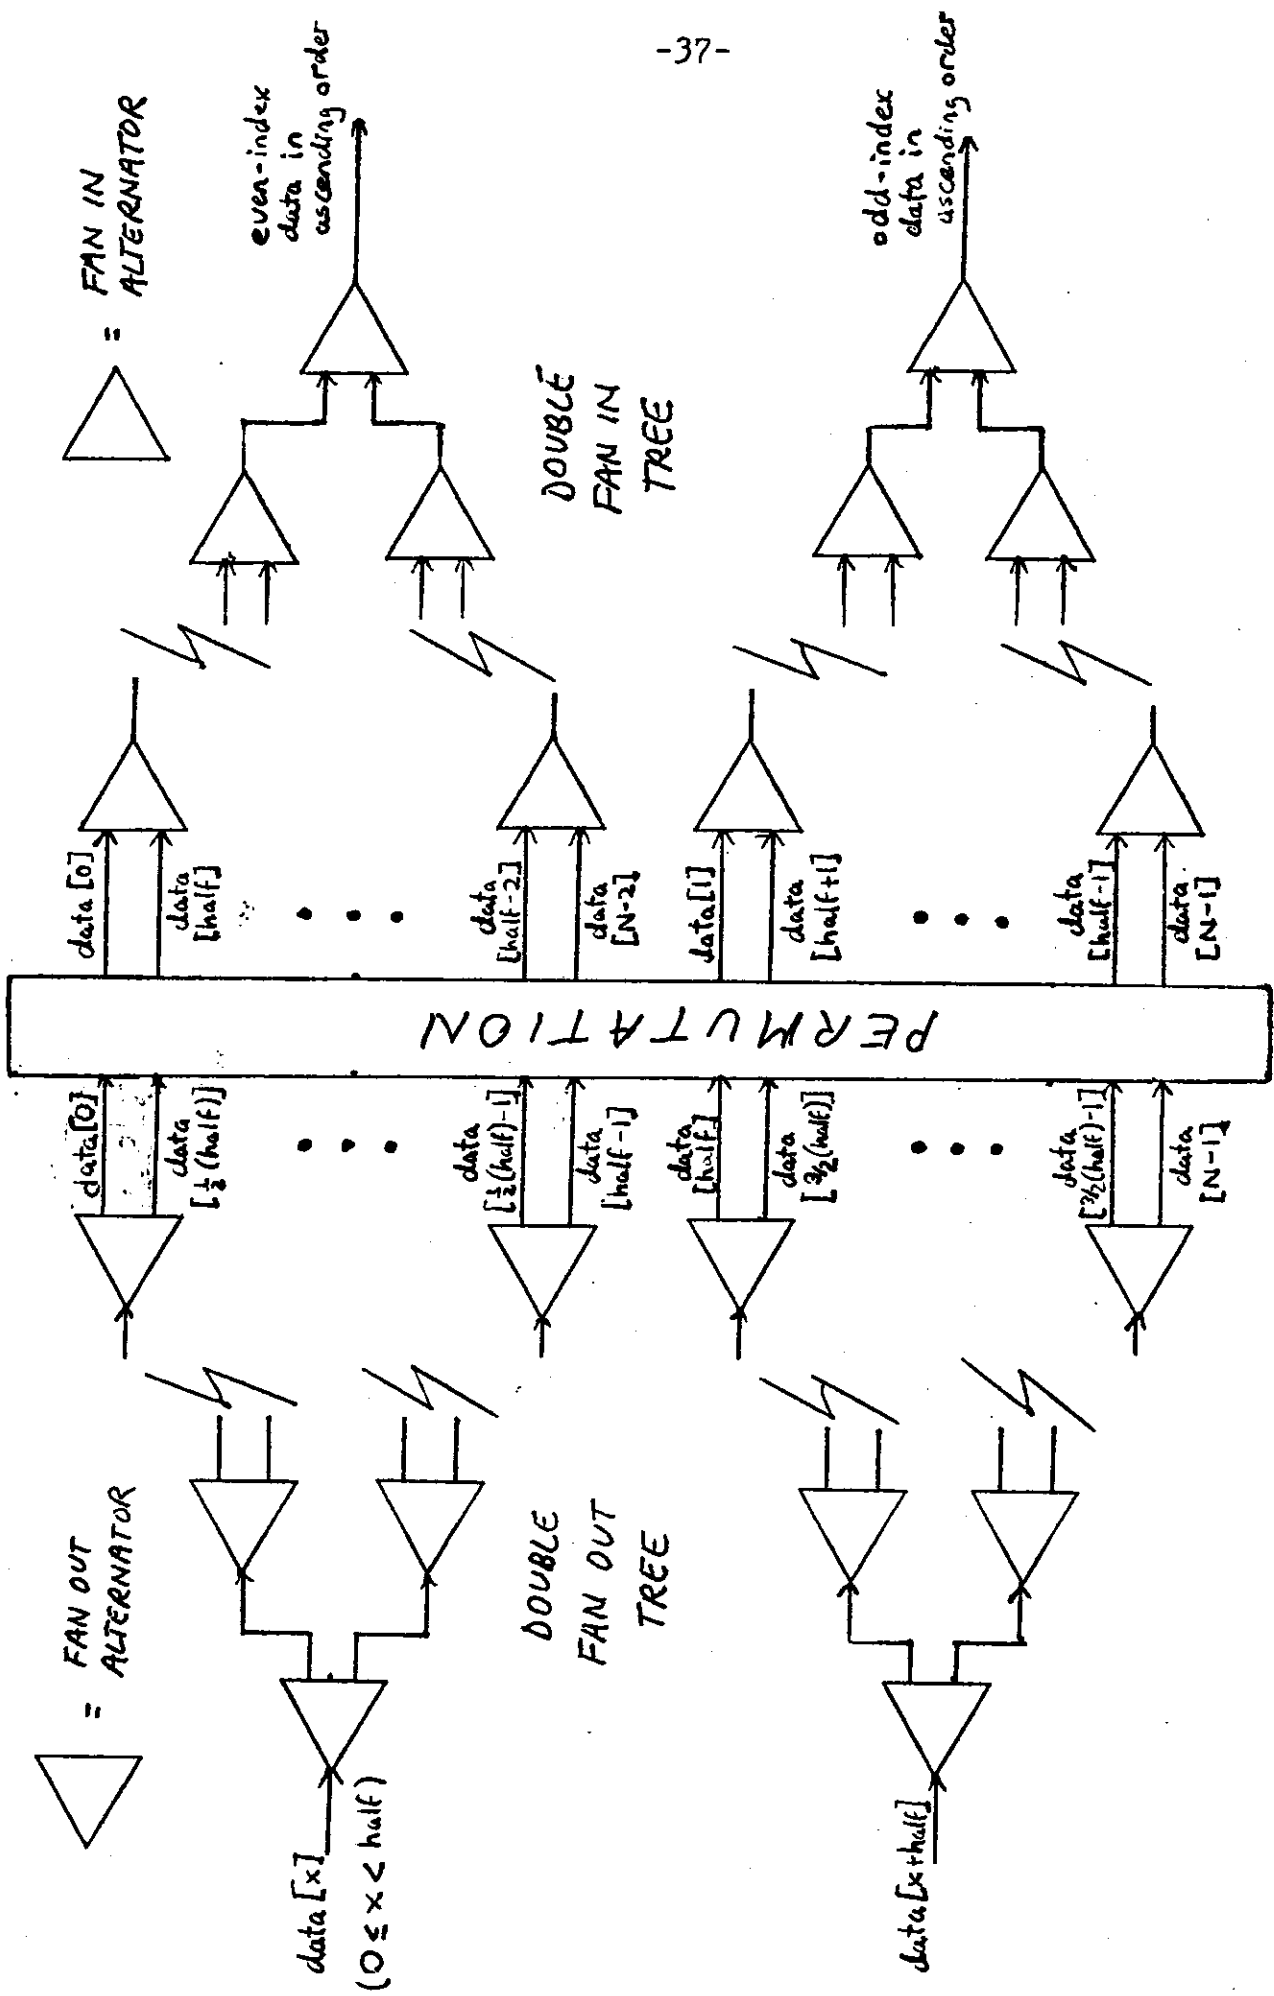 -37-
= FAN OUT
ALTERNATOR
= FAN IN
ALTERNATOR
data[x]
(0 ≤ x < half)
data[x+half]
DOUBLE
FAN OUT
TREE
data[0]
data
[½(half)]
data
[½(half)-1]
data
[half-1]
data
[half]
data
[3/2(half)]
data
[3/2(half)-1]
data
[N-1]
PERMUTATION
data[0]
data
[half]
data
[half-2]
data
[N-2]
data[1]
data
[half+1]
data
[half-1]
data
[N-1]
DOUBLE
FAN IN
TREE
even-index
data in
ascending order
odd-index
data in
ascending order